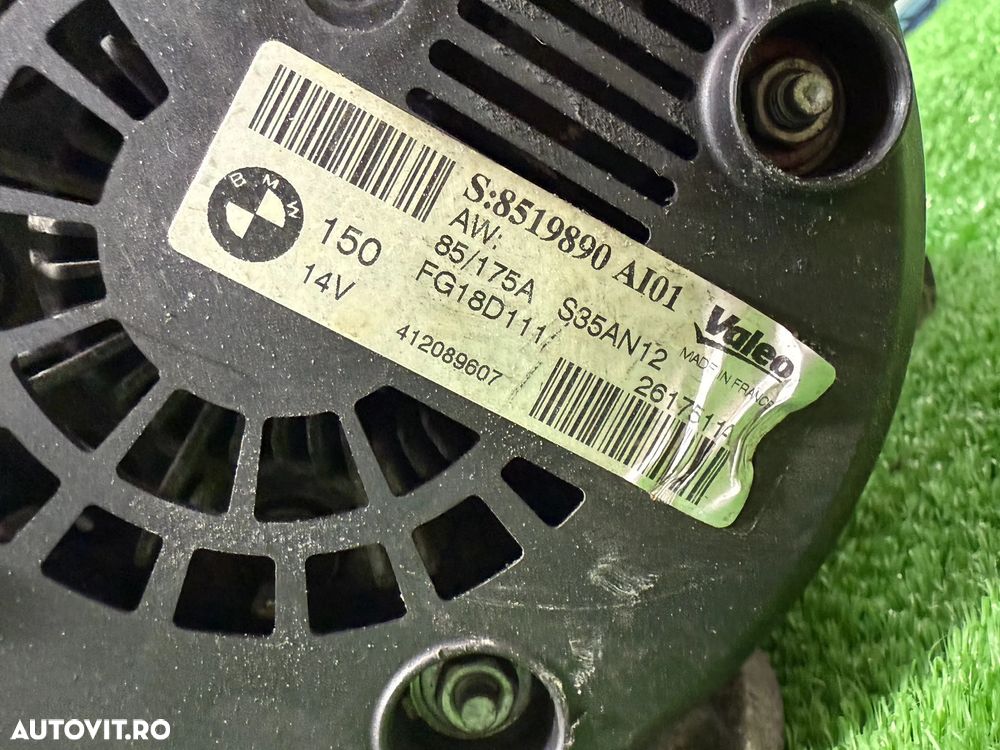 S:8519890 AI01
BMW
150
AW:
Valeo
14V
85/175A S35AN12
MADE IN FRANCE
FG18D111
412089607
AUTOVIT.RO